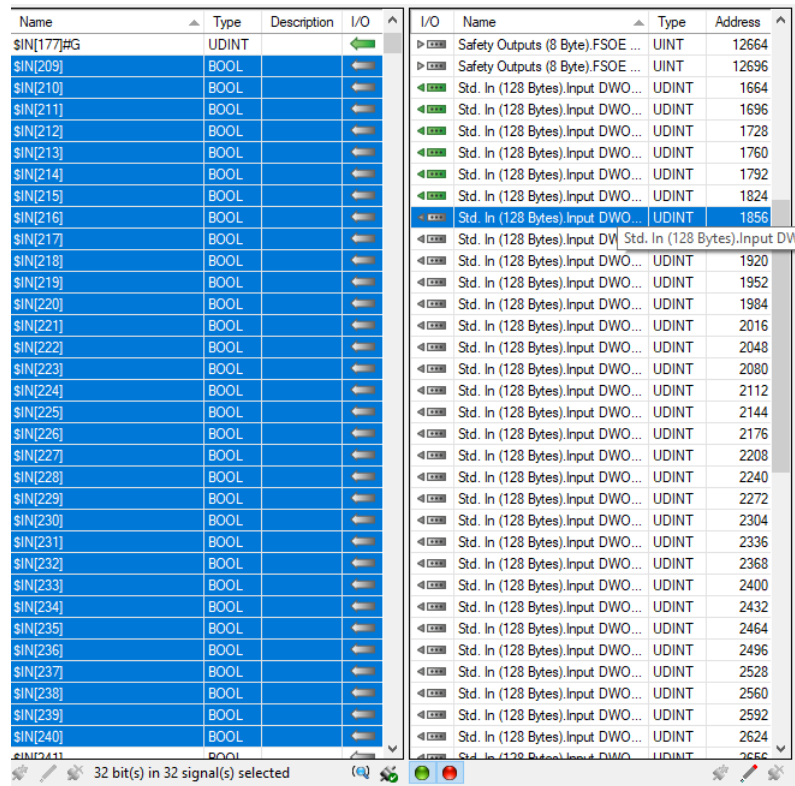 Name Type Description I/O
$IN[177]#G UDINT
$IN[209] BOOL
$IN[210] BOOL
$IN[211] BOOL
$IN[212] BOOL
$IN[213] BOOL
$IN[214] BOOL
$IN[215] BOOL
$IN[216] BOOL
$IN[217] BOOL
$IN[218] BOOL
$IN[219] BOOL
$IN[220] BOOL
$IN[221] BOOL
$IN[222] BOOL
$IN[223] BOOL
$IN[224] BOOL
$IN[225] BOOL
$IN[226] BOOL
$IN[227] BOOL
$IN[228] BOOL
$IN[229] BOOL
$IN[230] BOOL
$IN[231] BOOL
$IN[232] BOOL
$IN[233] BOOL
$IN[234] BOOL
$IN[235] BOOL
$IN[236] BOOL
$IN[237] BOOL
$IN[238] BOOL
$IN[239] BOOL
$IN[240] BOOL
$IN[241] BOOL
32 bit(s) in 32 signal(s) selected
I/O Name Type Address
Safety Outputs (8 Byte).FSOE ... UINT 12664
Safety Outputs (8 Byte).FSOE ... UINT 12696
Std. In (128 Bytes).Input DWO... UDINT 1664
Std. In (128 Bytes).Input DWO... UDINT 1696
Std. In (128 Bytes).Input DWO... UDINT 1728
Std. In (128 Bytes).Input DWO... UDINT 1760
Std. In (128 Bytes).Input DWO... UDINT 1792
Std. In (128 Bytes).Input DWO... UDINT 1824
Std. In (128 Bytes).Input DWO... UDINT 1856
Std. In (128 Bytes).Input DW Std. In (128 Bytes).Input DW
Std. In (128 Bytes).Input DWO... UDINT 1920
Std. In (128 Bytes).Input DWO... UDINT 1952
Std. In (128 Bytes).Input DWO... UDINT 1984
Std. In (128 Bytes).Input DWO... UDINT 2016
Std. In (128 Bytes).Input DWO... UDINT 2048
Std. In (128 Bytes).Input DWO... UDINT 2080
Std. In (128 Bytes).Input DWO... UDINT 2112
Std. In (128 Bytes).Input DWO... UDINT 2144
Std. In (128 Bytes).Input DWO... UDINT 2176
Std. In (128 Bytes).Input DWO... UDINT 2208
Std. In (128 Bytes).Input DWO... UDINT 2240
Std. In (128 Bytes).Input DWO... UDINT 2272
Std. In (128 Bytes).Input DWO... UDINT 2304
Std. In (128 Bytes).Input DWO... UDINT 2336
Std. In (128 Bytes).Input DWO... UDINT 2368
Std. In (128 Bytes).Input DWO... UDINT 2400
Std. In (128 Bytes).Input DWO... UDINT 2432
Std. In (128 Bytes).Input DWO... UDINT 2464
Std. In (128 Bytes).Input DWO... UDINT 2496
Std. In (128 Bytes).Input DWO... UDINT 2528
Std. In (128 Bytes).Input DWO... UDINT 2560
Std. In (128 Bytes).Input DWO... UDINT 2592
Std. In (128 Bytes).Input DWO... UDINT 2624
Std. In (128 Bytes).Input DWO... UDINT 2656